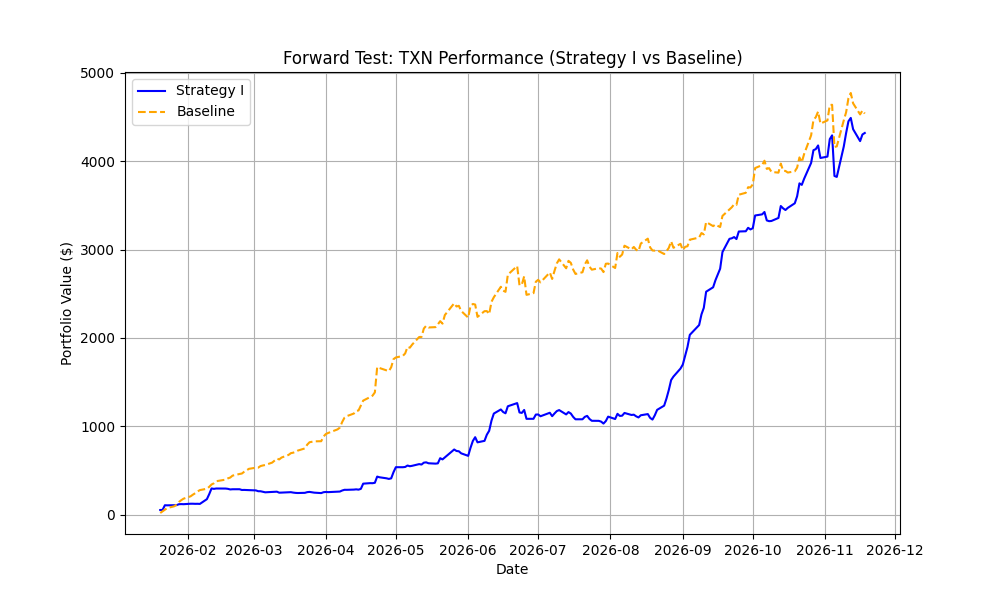 Forward Test: TXN Performance (Strategy I vs Baseline)
Strategy I
Baseline
Portfolio Value ($)
5000
4000
3000
2000
1000
0
2026-02 2026-03 2026-04 2026-05 2026-06 2026-07 2026-08 2026-09 2026-10 2026-11 2026-12
Date